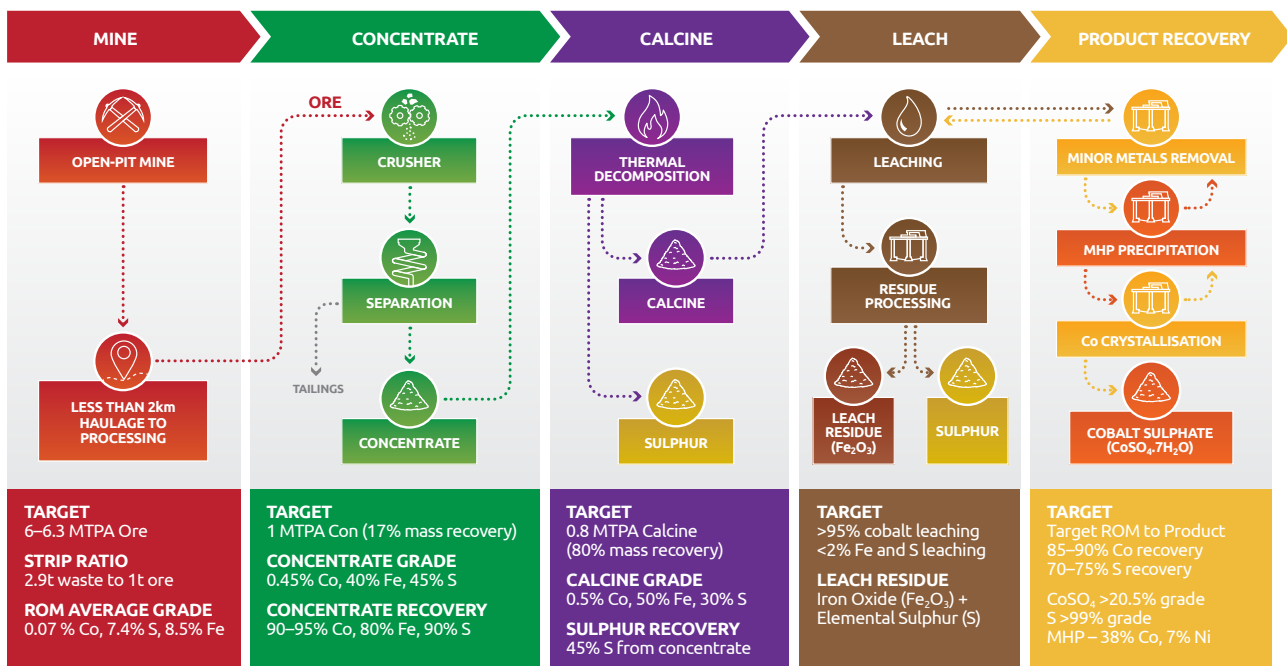 MINE
CONCENTRATE
CALCINE
LEACH
PRODUCT RECOVERY
OPEN-PIT MINE
LESS THAN 2km
HAULAGE TO
PROCESSING
ORE
CRUSHER
SEPARATION
TAILINGS
CONCENTRATE
THERMAL
DECOMPOSITION
CALCINE
SULPHUR
LEACHING
RESIDUE
PROCESSING
LEACH
RESIDUE
(Fe₂O₃)
SULPHUR
MINOR METALS REMOVAL
MHP PRECIPITATION
Co CRYSTALLISATION
COBALT SULPHATE
(CoSO₄.7H₂O)
TARGET
6–6.3 MTPA Ore
STRIP RATIO
2.9t waste to 1t ore
ROM AVERAGE GRADE
0.07 % Co, 7.4% S, 8.5% Fe
TARGET
1 MTPA Con (17% mass recovery)
CONCENTRATE GRADE
0.45% Co, 40% Fe, 45% S
CONCENTRATE RECOVERY
90–95% Co, 80% Fe, 90% S
TARGET
0.8 MTPA Calcine
(80% mass recovery)
CALCINE GRADE
0.5% Co, 50% Fe, 30% S
SULPHUR RECOVERY
45% S from concentrate
TARGET
>95% cobalt leaching
<2% Fe and S leaching
LEACH RESIDUE
Iron Oxide (Fe₂O₃) +
Elemental Sulphur (S)
TARGET
Target ROM to Product
85–90% Co recovery
70–75% S recovery
CoSO₄ >20.5% grade
S >99% grade
MHP – 38% Co, 7% Ni